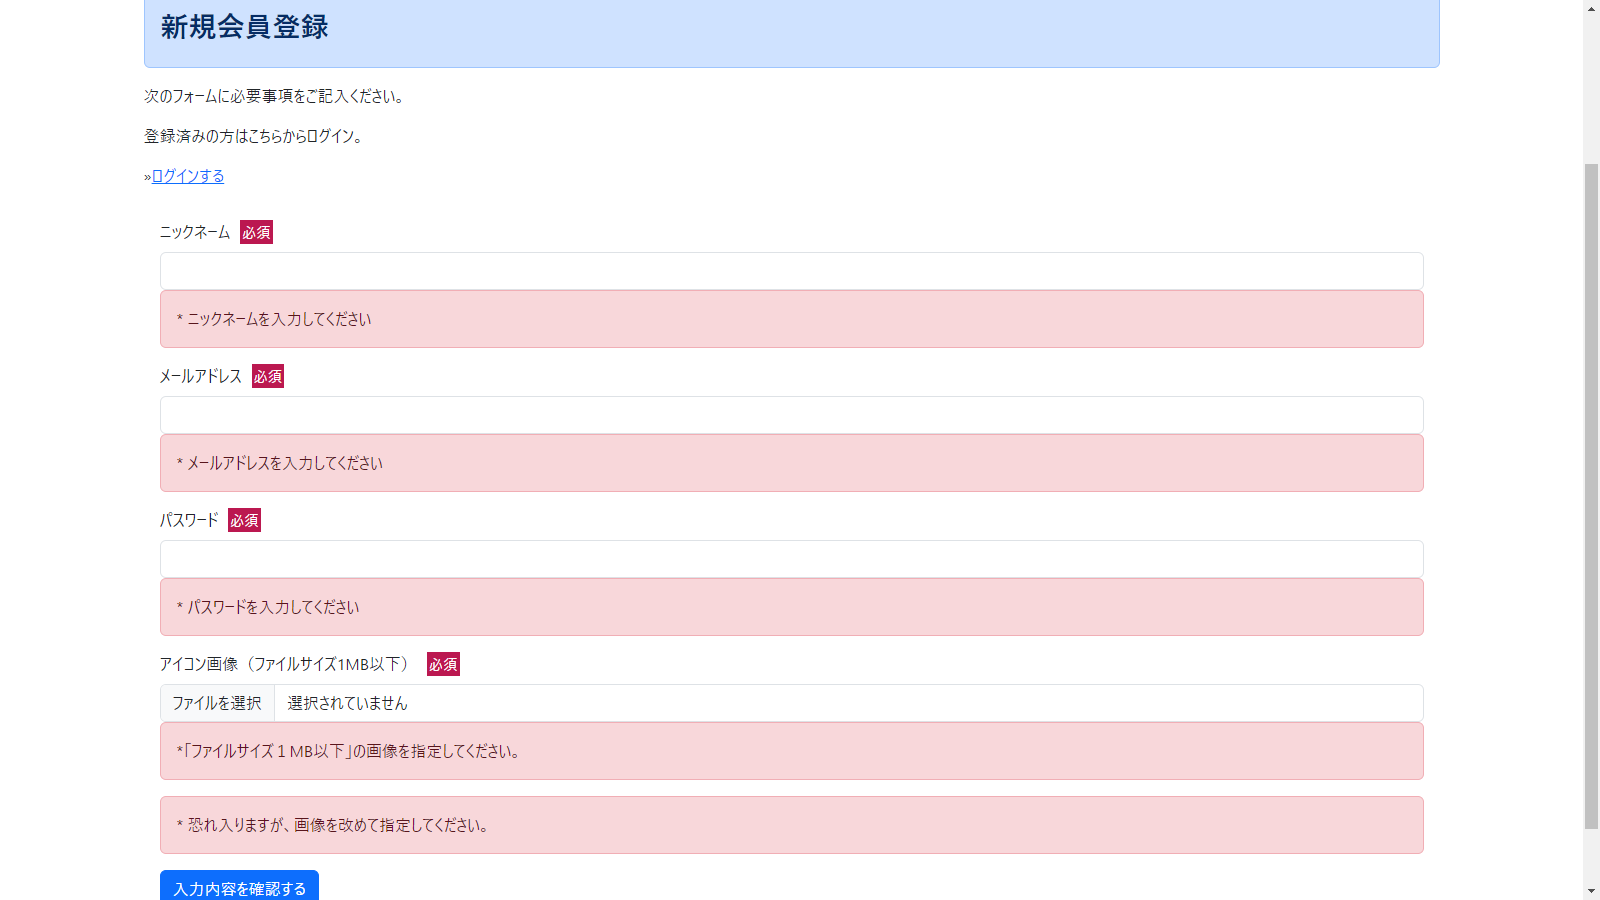 新規会員登録
次のフォームに必要事項をご記入ください。
登録済みの方はこちらからログイン。
»ログインする
ニックネーム 必須
* ニックネームを入力してください
メールアドレス 必須
* メールアドレスを入力してください
パスワード 必須
* パスワードを入力してください
アイコン画像（ファイルサイズ1MB以下） 必須
ファイルを選択 選択されていません
*「ファイルサイズ１MB以下」の画像を指定してください。
* 恐れ入りますが、画像を改めて指定してください。
入力内容を確認する